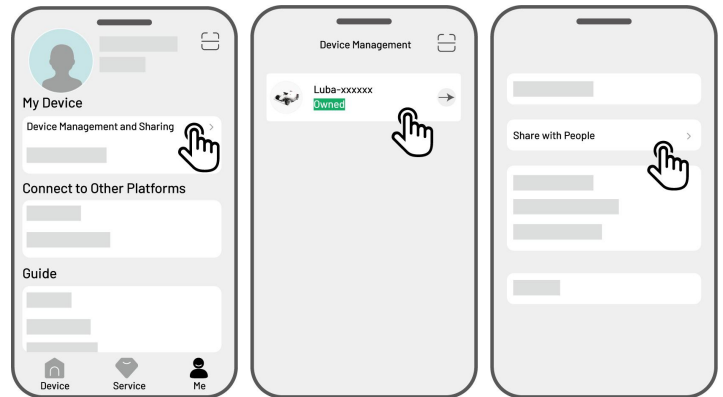 My Device
Device Management and Sharing
Connect to Other Platforms
Guide
Device
Service
Me
Device Management
Luba-xxxxxx
Owned
Share with People